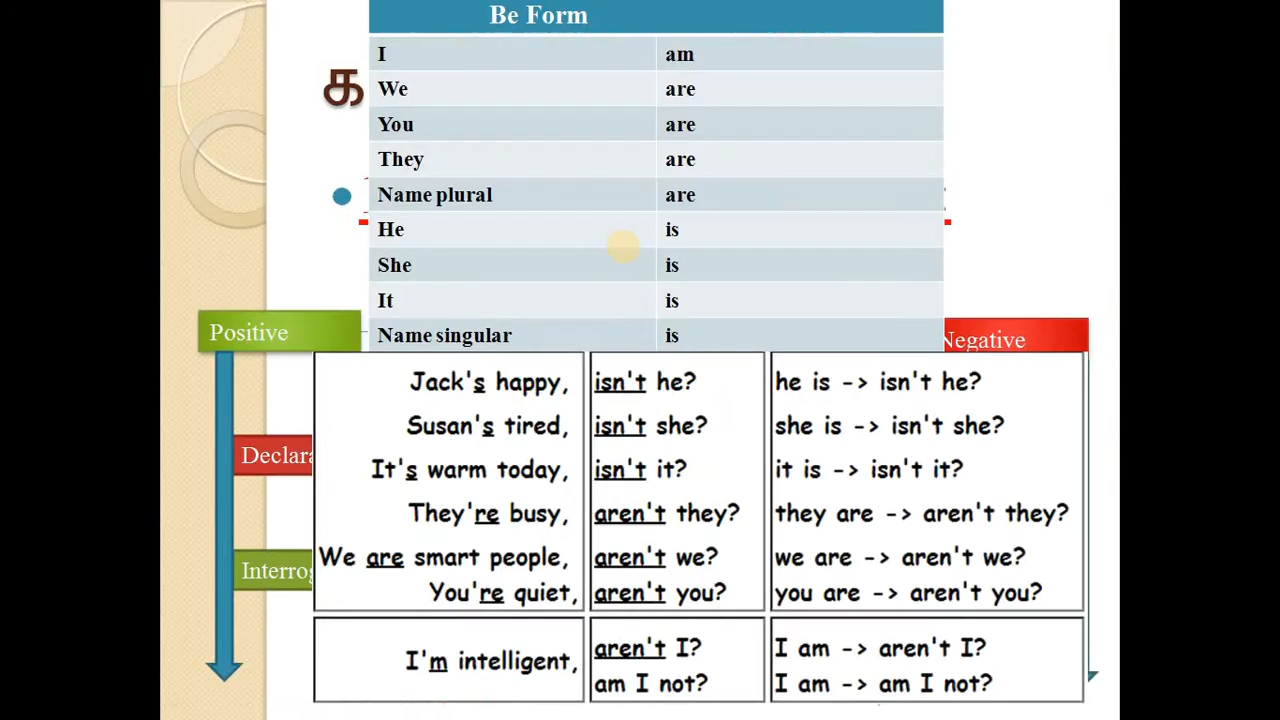 Be Form
I am
We are
You are
They are
Name plural are
He is
She is
It is
Name singular is
க
Positive
Negative
Jack's happy, isn't he? he is -> isn't he?
Susan's tired, isn't she? she is -> isn't she?
It's warm today, isn't it? it is -> isn't it?
They're busy, aren't they? they are -> aren't they?
We are smart people, aren't we? we are -> aren't we?
You're quiet, aren't you? you are -> aren't you?
I'm intelligent, aren't I? I am -> aren't I?
am I not? I am -> am I not?
Declara
Interrog